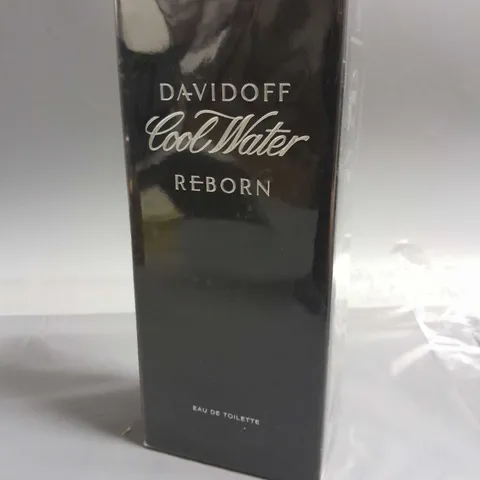 DAVIDOFF
Cool Water
REBORN
EAU DE TOILETTE